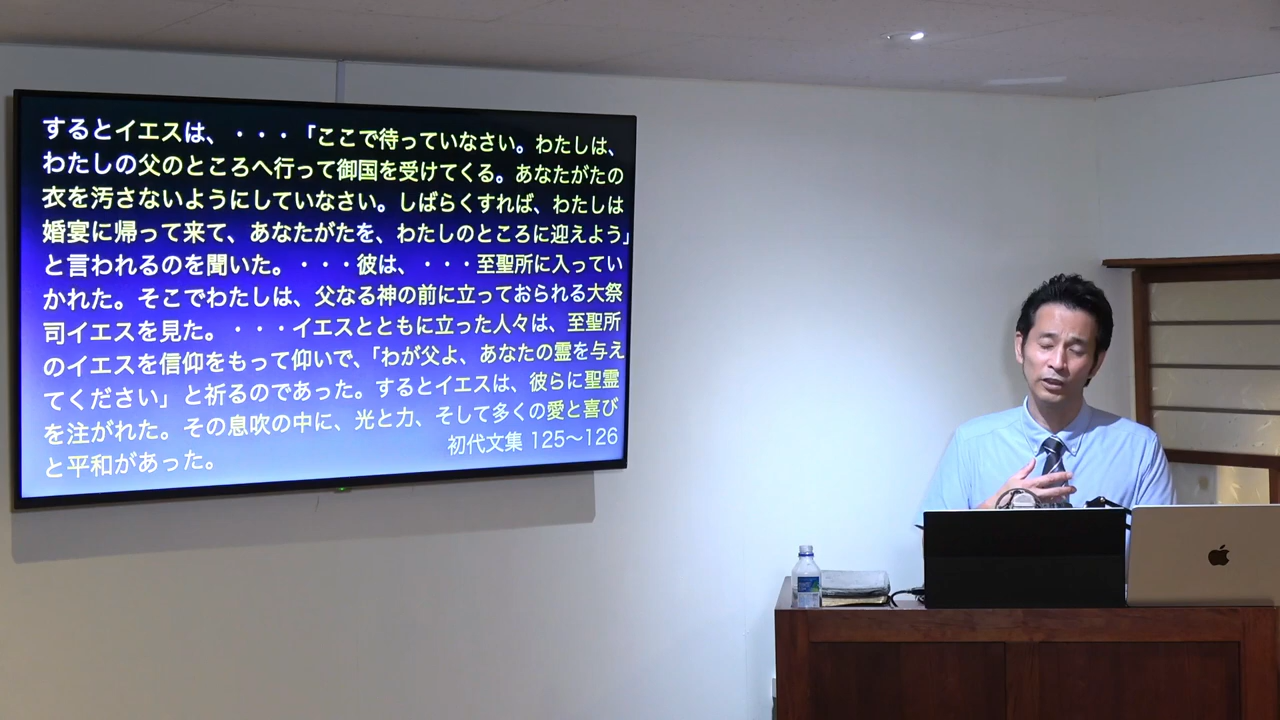 するとイエスは、・・・「ここで待っていなさい。わたしは、
わたしの父のところへ行って御国を受けてくる。あなたがたの
衣を汚さないようにしていなさい。しばらくすれば、わたしは
婚宴に帰って来て、あなたがたを、わたしのところに迎えよう」
と言われるのを聞いた。・・・彼は、・・・至聖所に入ってい
かれた。そこでわたしは、父なる神の前に立っておられる大祭
司イエスを見た。・・・イエスとともに立った人々は、至聖所
のイエスを信仰をもって仰いで、「わが父よ、あなたの霊を与え
てください」と祈るのであった。するとイエスは、彼らに聖霊
を注がれた。その息吹の中に、光と力、そして多くの愛と喜び
と平和があった。
初代文集 125〜126